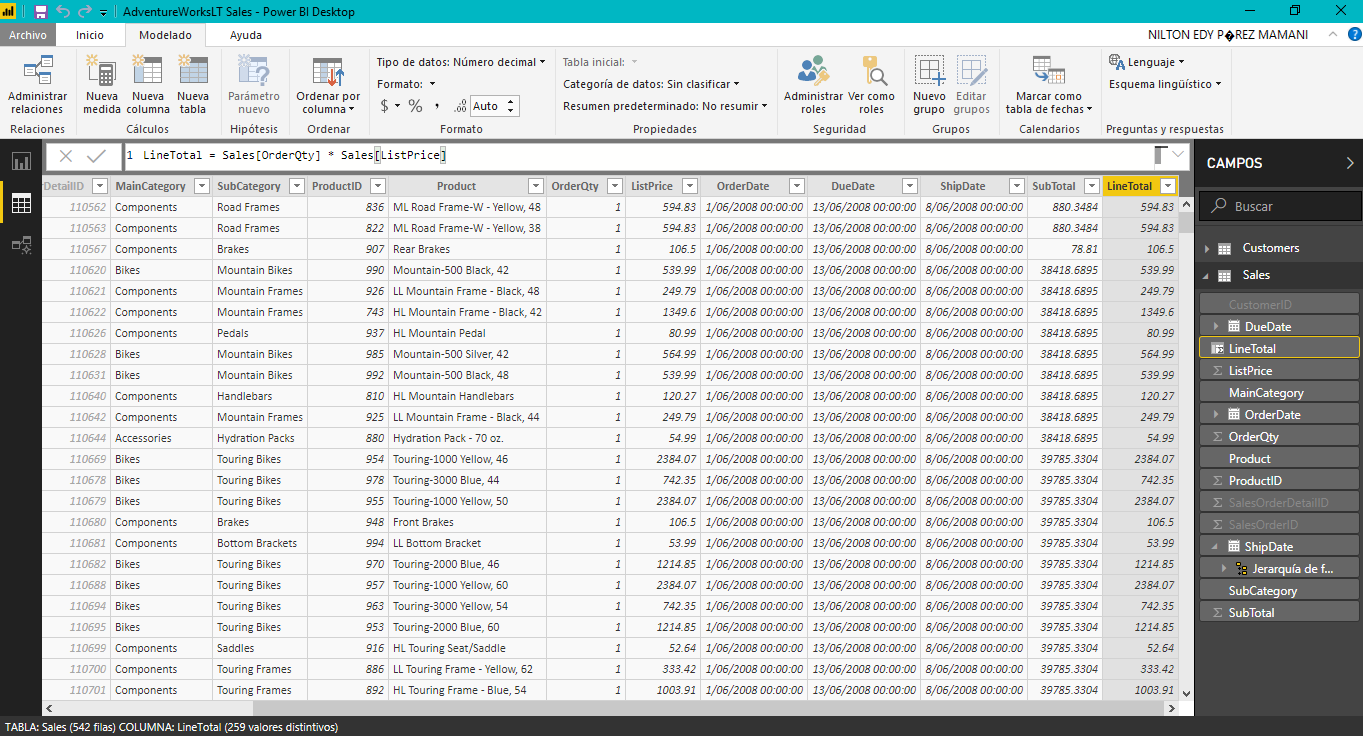 AdventureWorksLT Sales - Power BI Desktop
Archivo Inicio Modelado Ayuda NILTON EDY P�REZ MAMANI
Administrar relaciones
Relaciones
Nueva medida
Nueva columna
Nueva tabla
Cálculos
Parámetro nuevo
Hipótesis
Ordenar por columna
Ordenar
Tipo de datos: Número decimal
Formato:
$ % , .00 Auto
Formato
Tabla inicial:
Categoría de datos: Sin clasificar
Resumen predeterminado: No resumir
Propiedades
Administrar roles
Ver como roles
Seguridad
Nuevo grupo
Editar grupos
Grupos
Marcar como tabla de fechas
Calendarios
Lenguaje
Esquema lingüístico
Preguntas y respuestas
1 LineTotal = Sales[OrderQty] * Sales[ListPrice]
rDetailID MainCategory SubCategory ProductID Product OrderQty ListPrice OrderDate DueDate ShipDate SubTotal LineTotal
110562 Components Road Frames 836 ML Road Frame-W - Yellow, 48 1 594.83 1/06/2008 00:00:00 13/06/2008 00:00:00 8/06/2008 00:00:00 880.3484 594.83
110563 Components Road Frames 822 ML Road Frame-W - Yellow, 38 1 594.83 1/06/2008 00:00:00 13/06/2008 00:00:00 8/06/2008 00:00:00 880.3484 594.83
110567 Components Brakes 907 Rear Brakes 1 106.5 1/06/2008 00:00:00 13/06/2008 00:00:00 8/06/2008 00:00:00 78.81 106.5
110620 Bikes Mountain Bikes 990 Mountain-500 Black, 42 1 539.99 1/06/2008 00:00:00 13/06/2008 00:00:00 8/06/2008 00:00:00 38418.6895 539.99
110621 Components Mountain Frames 926 LL Mountain Frame - Black, 48 1 249.79 1/06/2008 00:00:00 13/06/2008 00:00:00 8/06/2008 00:00:00 38418.6895 249.79
110622 Components Mountain Frames 743 HL Mountain Frame - Black, 42 1 1349.6 1/06/2008 00:00:00 13/06/2008 00:00:00 8/06/2008 00:00:00 38418.6895 1349.6
110626 Components Pedals 937 HL Mountain Pedal 1 80.99 1/06/2008 00:00:00 13/06/2008 00:00:00 8/06/2008 00:00:00 38418.6895 80.99
110628 Bikes Mountain Bikes 985 Mountain-500 Silver, 42 1 564.99 1/06/2008 00:00:00 13/06/2008 00:00:00 8/06/2008 00:00:00 38418.6895 564.99
110631 Bikes Mountain Bikes 992 Mountain-500 Black, 48 1 539.99 1/06/2008 00:00:00 13/06/2008 00:00:00 8/06/2008 00:00:00 38418.6895 539.99
110640 Components Handlebars 810 HL Mountain Handlebars 1 120.27 1/06/2008 00:00:00 13/06/2008 00:00:00 8/06/2008 00:00:00 38418.6895 120.27
110642 Components Mountain Frames 925 LL Mountain Frame - Black, 44 1 249.79 1/06/2008 00:00:00 13/06/2008 00:00:00 8/06/2008 00:00:00 38418.6895 249.79
110644 Accessories Hydration Packs 880 Hydration Pack - 70 oz. 1 54.99 1/06/2008 00:00:00 13/06/2008 00:00:00 8/06/2008 00:00:00 38418.6895 54.99
110669 Bikes Touring Bikes 954 Touring-1000 Yellow, 46 1 2384.07 1/06/2008 00:00:00 13/06/2008 00:00:00 8/06/2008 00:00:00 39785.3304 2384.07
110678 Bikes Touring Bikes 978 Touring-3000 Blue, 44 1 742.35 1/06/2008 00:00:00 13/06/2008 00:00:00 8/06/2008 00:00:00 39785.3304 742.35
110679 Bikes Touring Bikes 955 Touring-1000 Yellow, 50 1 2384.07 1/06/2008 00:00:00 13/06/2008 00:00:00 8/06/2008 00:00:00 39785.3304 2384.07
110680 Components Brakes 948 Front Brakes 1 106.5 1/06/2008 00:00:00 13/06/2008 00:00:00 8/06/2008 00:00:00 39785.3304 106.5
110681 Components Bottom Brackets 994 LL Bottom Bracket 1 53.99 1/06/2008 00:00:00 13/06/2008 00:00:00 8/06/2008 00:00:00 39785.3304 53.99
110682 Bikes Touring Bikes 970 Touring-2000 Blue, 46 1 1214.85 1/06/2008 00:00:00 13/06/2008 00:00:00 8/06/2008 00:00:00 39785.3304 1214.85
110688 Bikes Touring Bikes 957 Touring-1000 Yellow, 60 1 2384.07 1/06/2008 00:00:00 13/06/2008 00:00:00 8/06/2008 00:00:00 39785.3304 2384.07
110694 Bikes Touring Bikes 963 Touring-3000 Yellow, 54 1 742.35 1/06/2008 00:00:00 13/06/2008 00:00:00 8/06/2008 00:00:00 39785.3304 742.35
110695 Bikes Touring Bikes 953 Touring-2000 Blue, 60 1 1214.85 1/06/2008 00:00:00 13/06/2008 00:00:00 8/06/2008 00:00:00 39785.3304 1214.85
110699 Components Saddles 916 HL Touring Seat/Saddle 1 52.64 1/06/2008 00:00:00 13/06/2008 00:00:00 8/06/2008 00:00:00 39785.3304 52.64
110700 Components Touring Frames 886 LL Touring Frame - Yellow, 62 1 333.42 1/06/2008 00:00:00 13/06/2008 00:00:00 8/06/2008 00:00:00 39785.3304 333.42
110701 Components Touring Frames 892 HL Touring Frame - Blue, 54 1 1003.91 1/06/2008 00:00:00 13/06/2008 00:00:00 8/06/2008 00:00:00 39785.3304 1003.91
CAMPOS
Buscar
Customers
Sales
CustomerID
DueDate
LineTotal
ListPrice
MainCategory
OrderDate
OrderQty
Product
ProductID
SalesOrderDetailID
SalesOrderID
ShipDate
Jerarquía de f...
SubCategory
SubTotal
TABLA: Sales (542 filas) COLUMNA: LineTotal (259 valores distintivos)